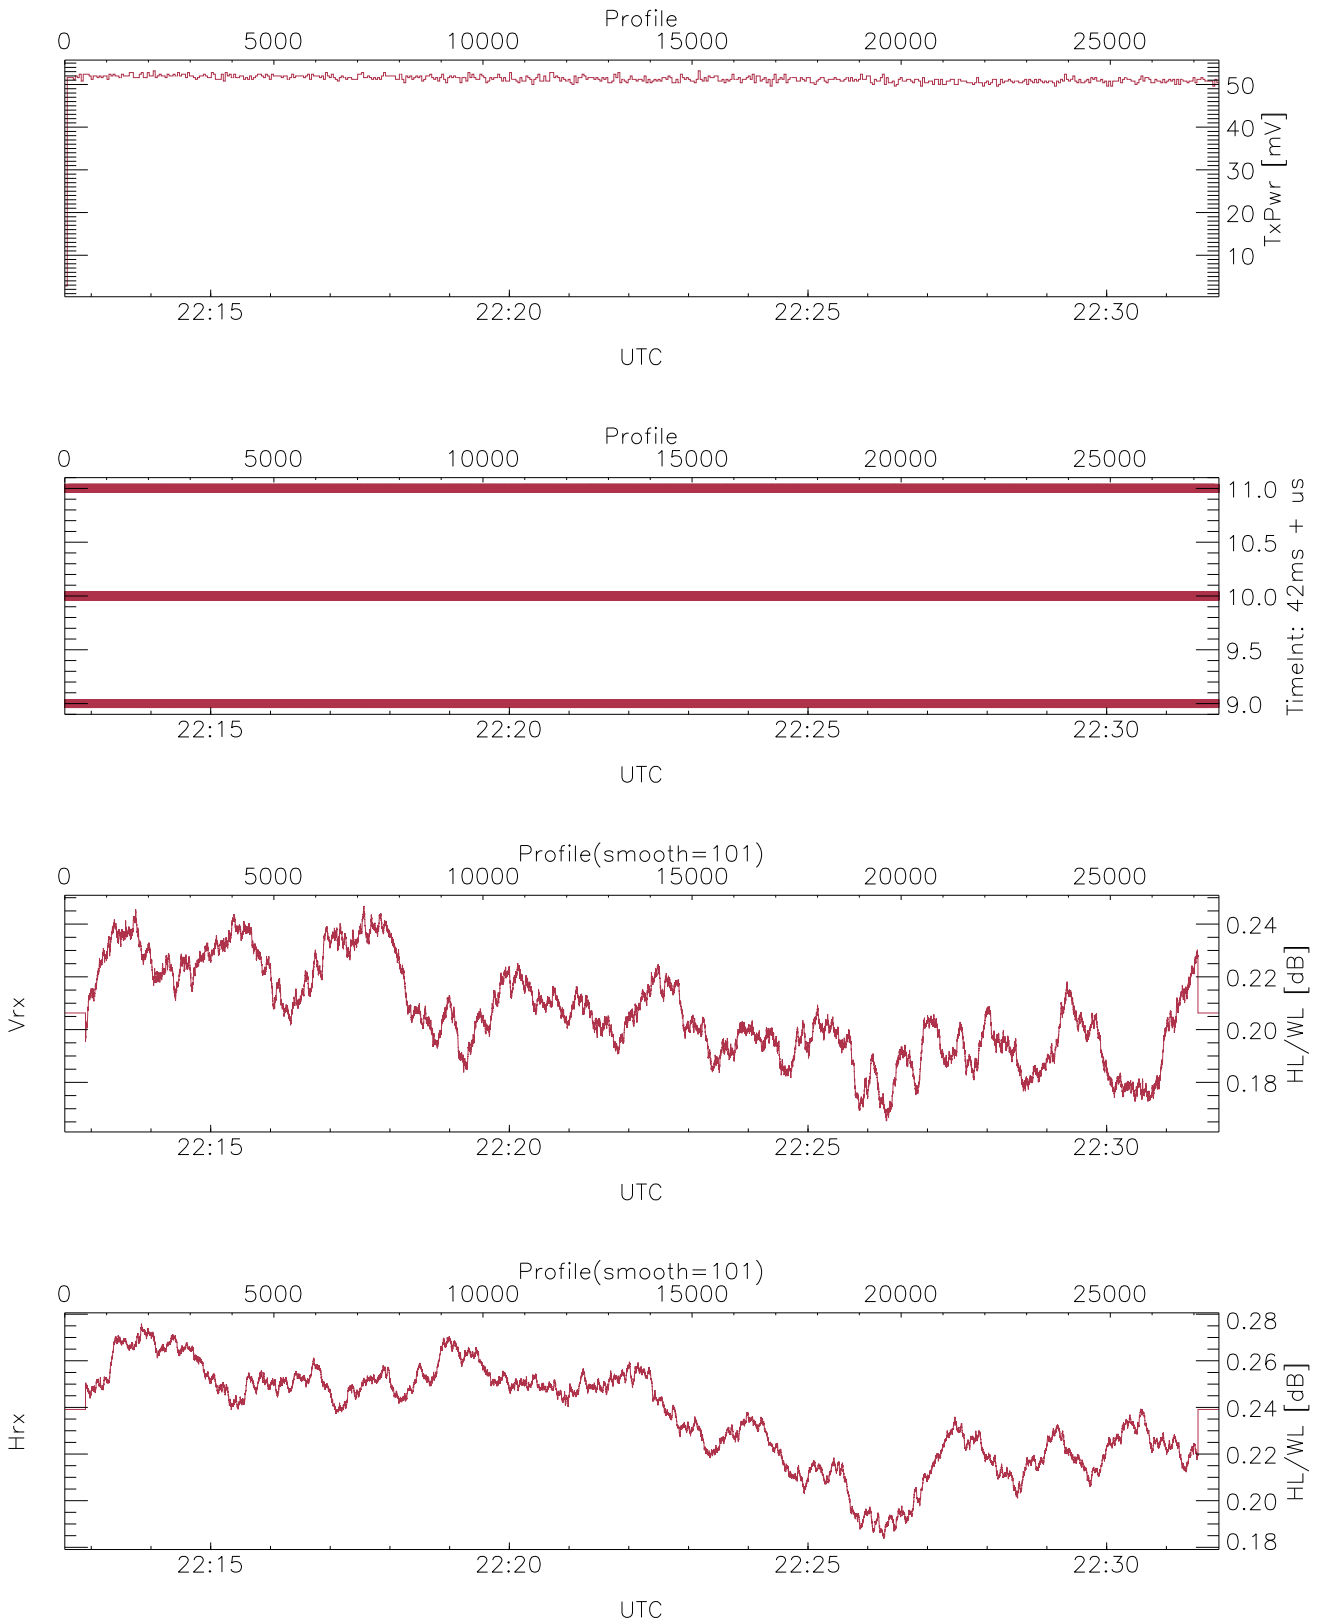 Profile
0 5000 10000 15000 20000 25000
50
40
30
20
10
TxPwr [mV]
22:15 22:20 22:25 22:30
UTC
Profile
0 5000 10000 15000 20000 25000
11.0
10.5
10.0
9.5
9.0
TimeInt: 42ms + us
22:15 22:20 22:25 22:30
UTC
Profile(smooth=101)
0 5000 10000 15000 20000 25000
Vrx
0.24
0.22
0.20
0.18
HL/WL [dB]
22:15 22:20 22:25 22:30
UTC
Profile(smooth=101)
0 5000 10000 15000 20000 25000
Hrx
0.28
0.26
0.24
0.22
0.20
0.18
HL/WL [dB]
22:15 22:20 22:25 22:30
UTC